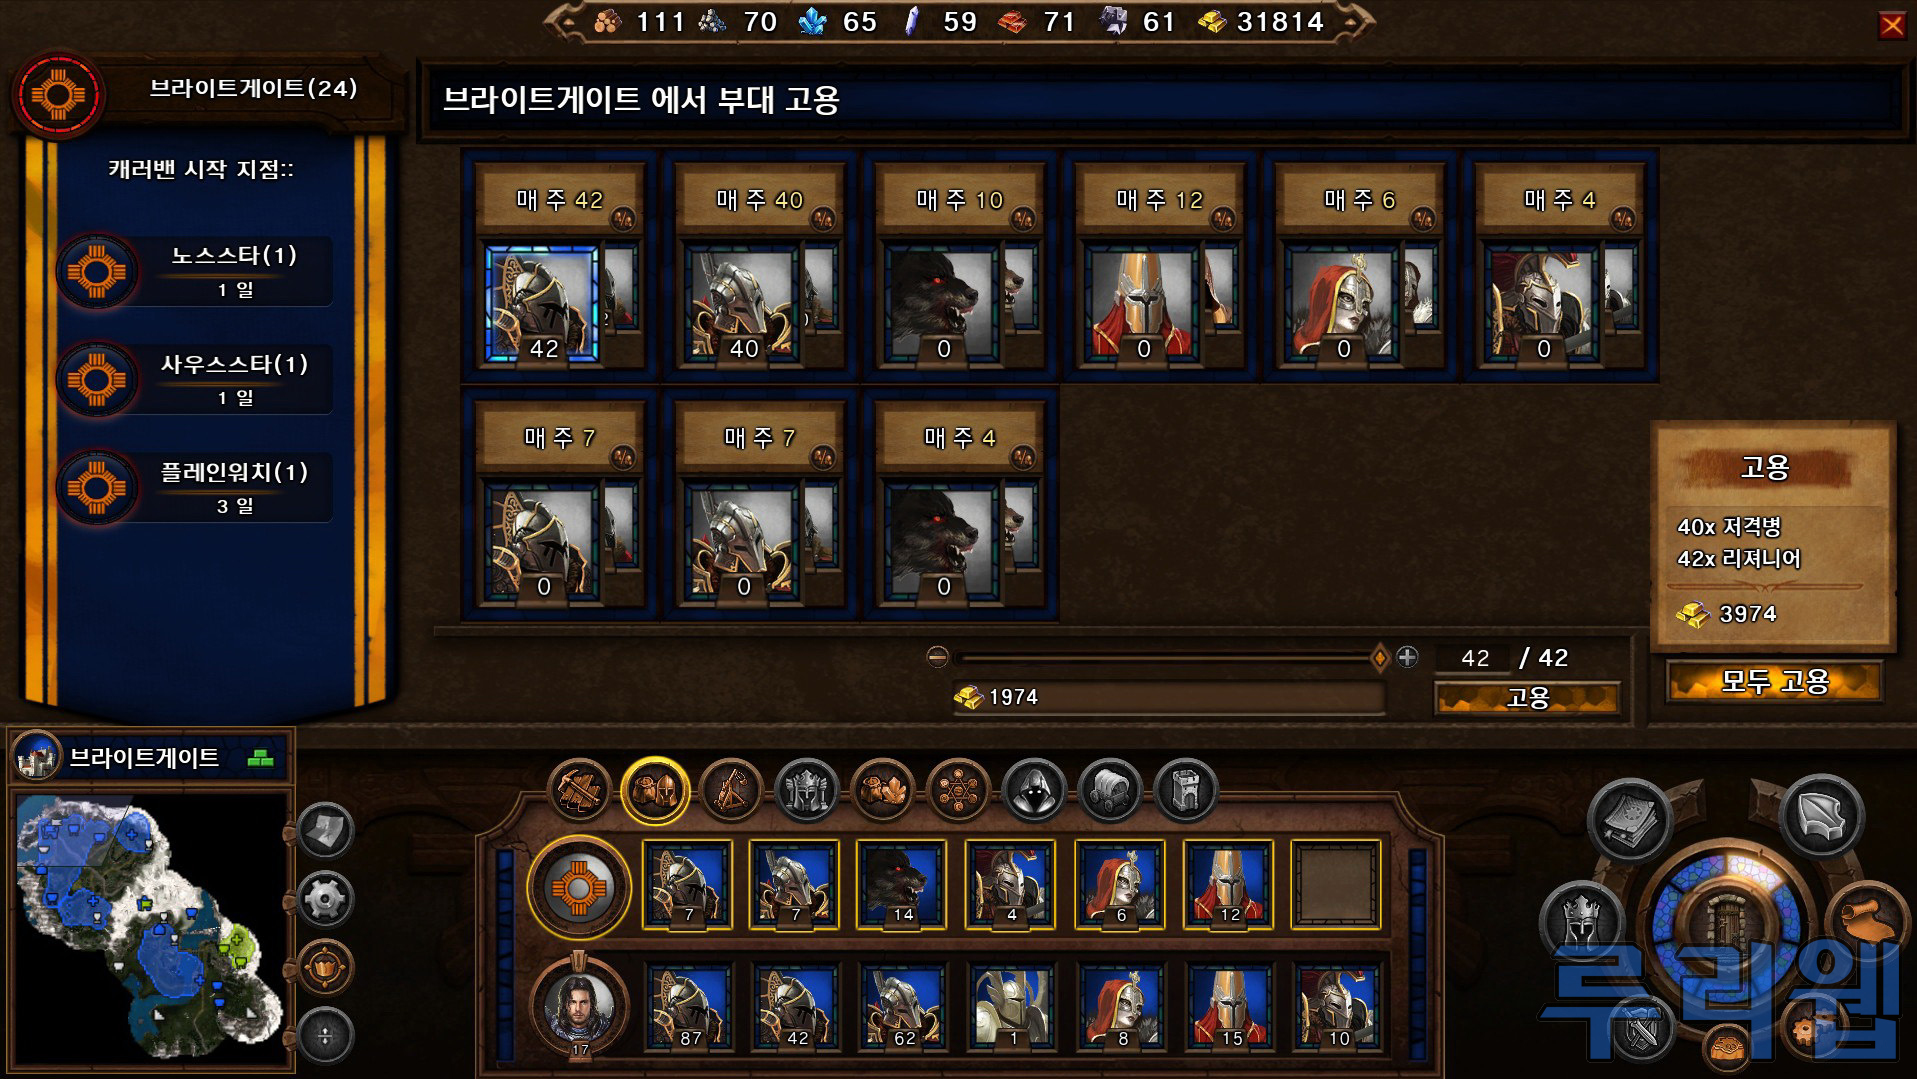 111 70 65 59 71 61 31814
브라이트게이트(24)
브라이트게이트 에서 부대 고용
캐러밴 시작 지점::
노스스타(1)
1 일
사우스스타(1)
1 일
플레인워치(1)
3 일
매 주 42
매 주 40
매 주 10
매 주 12
매 주 6
매 주 4
42
40
0
0
0
0
매 주 7
매 주 7
매 주 4
0
0
0
고용
40x 저격병
42x 리져니어
3974
모두 고용
42 / 42
1974
고용
브라이트게이트
7 7 14 4 6 12
17
87 42 62 1 8 15 10
루리웹